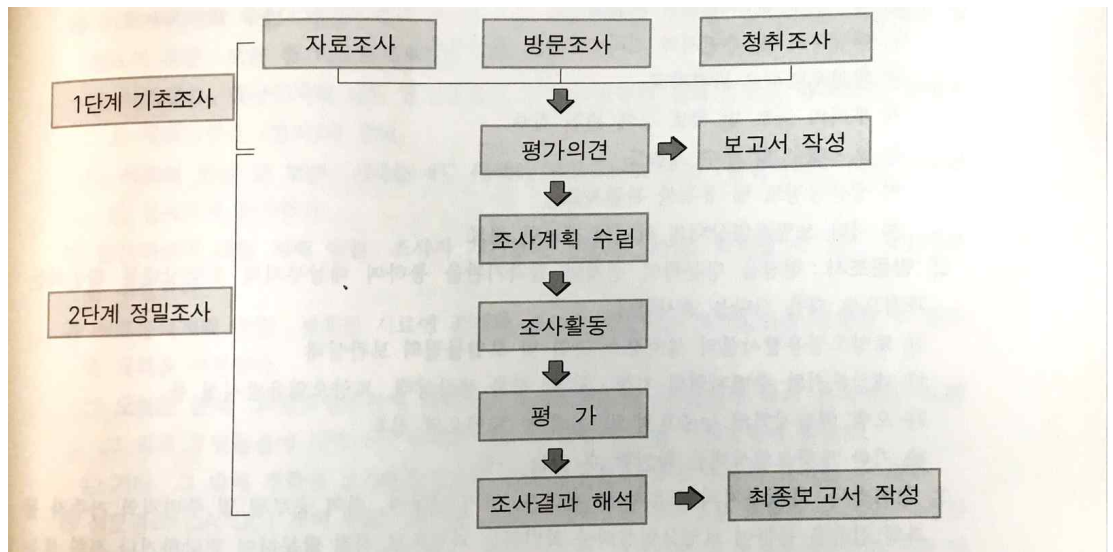 자료조사 방문조사 청취조사
1단계 기초조사
평가의견 보고서 작성
조사계획 수립
2단계 정밀조사
조사활동
평 가
조사결과 해석 최종보고서 작성